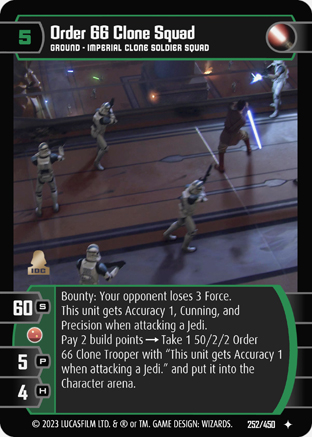 5
Order 66 Clone Squad
GROUND - IMPERIAL CLONE SOLDIER SQUAD
IDC
60 S
5 P
4 H
Bounty: Your opponent loses 3 Force.
This unit gets Accuracy 1, Cunning, and
Precision when attacking a Jedi.
Pay 2 build points → Take 1 50/2/2 Order
66 Clone Trooper with “This unit gets Accuracy 1
when attacking a Jedi.” and put it into the
Character arena.
© 2023 LUCASFILM LTD. & ® or TM. GAME DESIGN: WIZARDS.
252/450